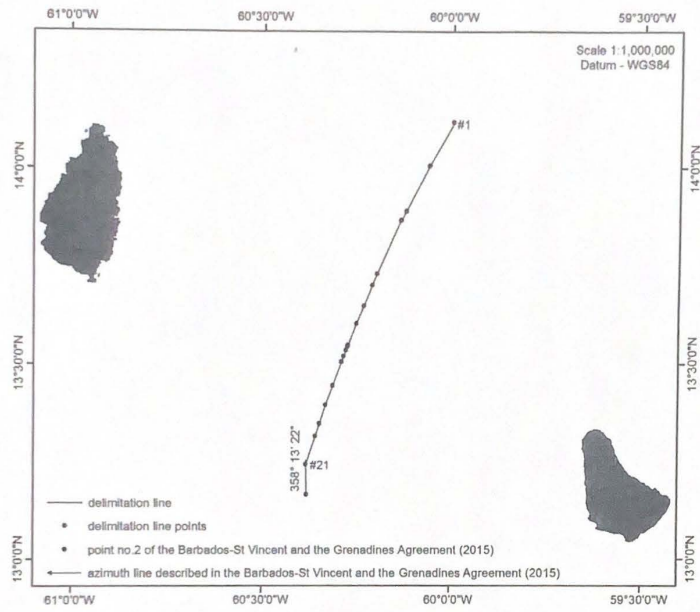 61°0'0"W 60°30'0"W 60°0'0"W 59°30'0"W
Scale 1:1,000,000
Datum - WGS84
#1
14°0'0"N 14°0'0"N
13°30'0"N 13°30'0"N
358° 13' 22"
#21
delimitation line
delimitation line points
point no.2 of the Barbados-St Vincent and the Grenadines Agreement (2015)
azimuth line described in the Barbados-St Vincent and the Grenadines Agreement (2015)
13°0'0"N 13°0'0"N
61°0'0"W 60°30'0"W 60°0'0"W 59°30'0"W